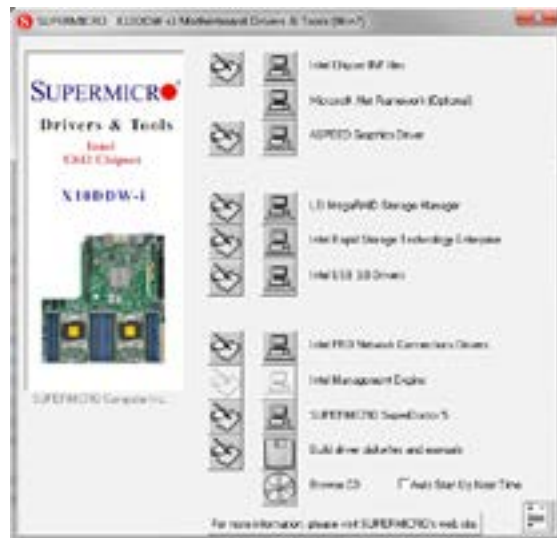 SUPERMICRO X10DDW-i Motherboard Drivers & Tools (Win7)
SUPERMICRO
Drivers & Tools
Intel
Chipset
X10DDW-i
SUPERMICRO Computer Inc.
Intel Chipset INF files
Microsoft .Net Framework (Optional)
ASPEED Graphics Driver
LSI MegaRAID Storage Manager
Intel Rapid Storage Technology Enterprise
Intel USB 3.0 Drivers
Intel PRO Network Connections Drivers
Intel Management Engine
SUPERMICRO SuperDoctor 5
Build driver diskettes and manuals
Browse CD
Auto Start Up Next Time
For more information, please visit SUPERMICRO's web site.